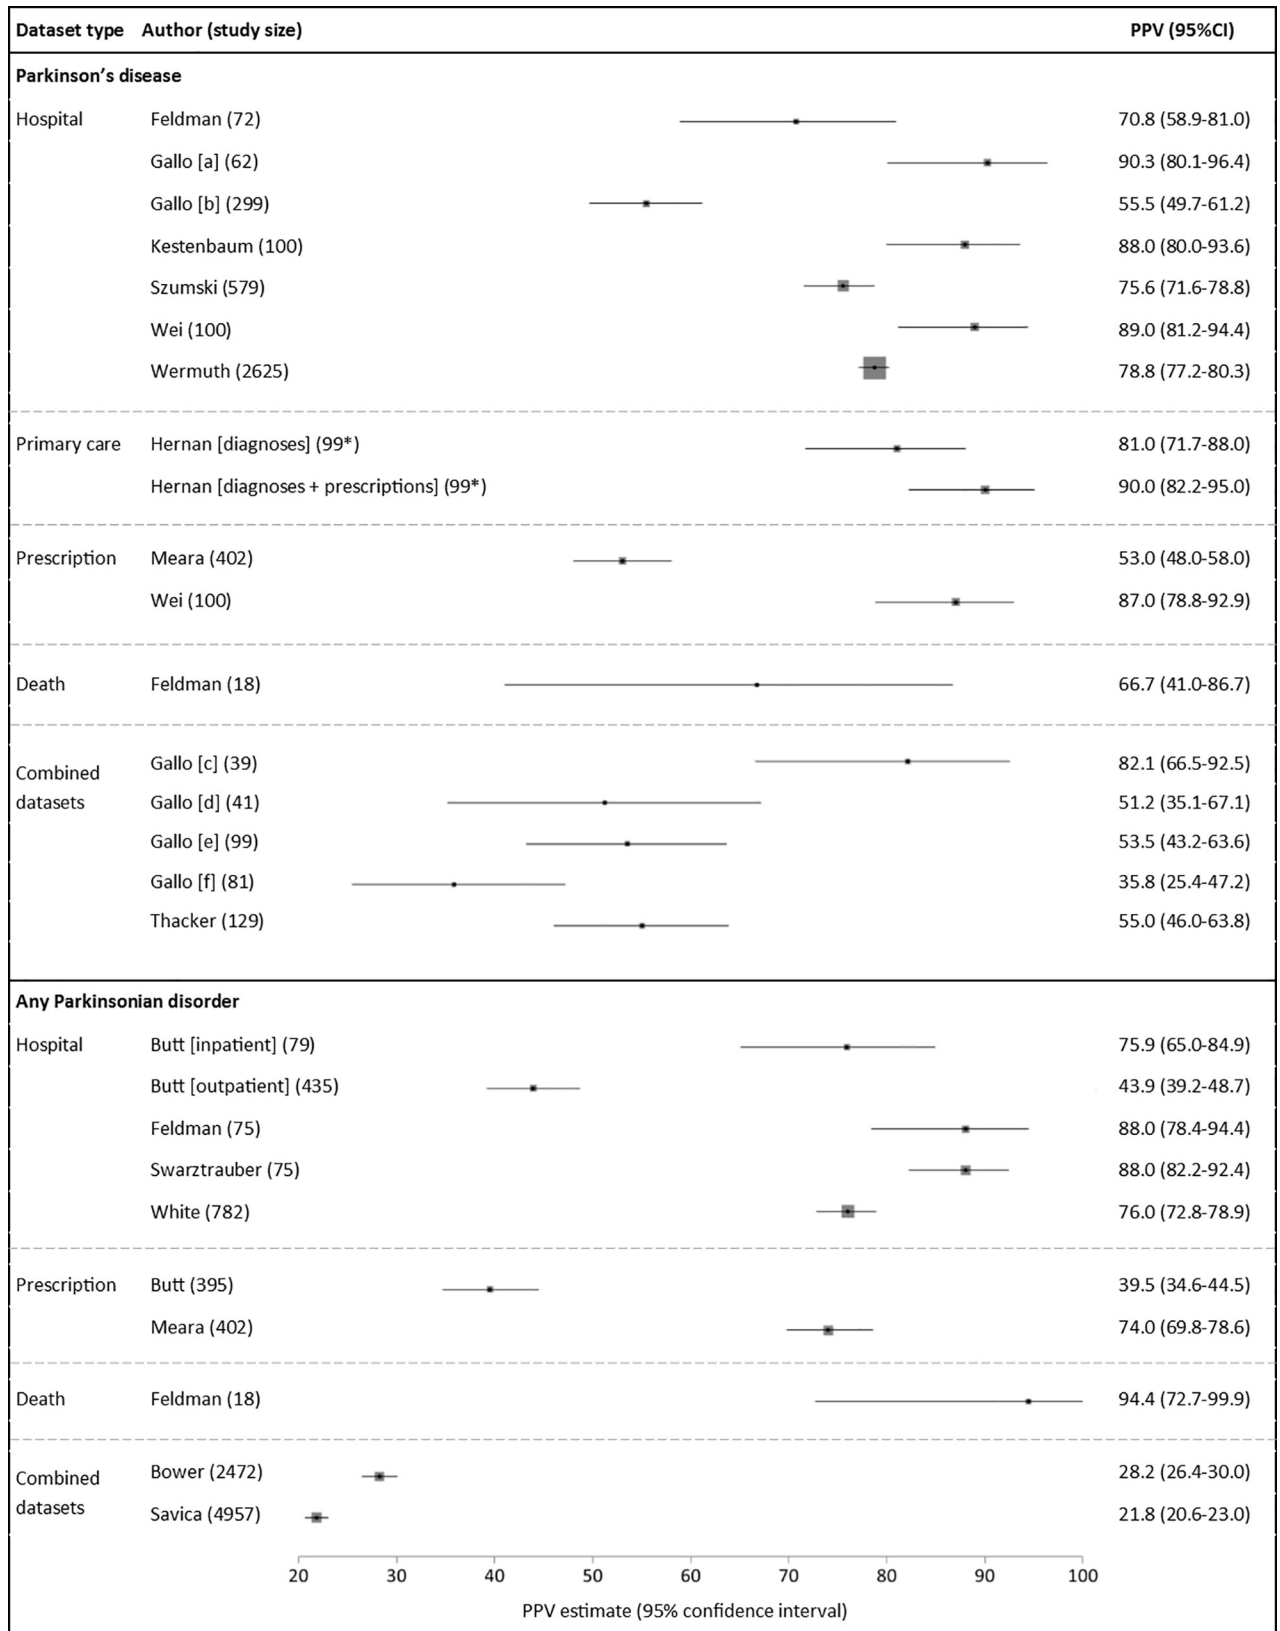 Dataset type Author (study size) PPV (95%CI)
Parkinson’s disease
Hospital Feldman (72) 70.8 (58.9-81.0)
Gallo [a] (62) 90.3 (80.1-96.4)
Gallo [b] (299) 55.5 (49.7-61.2)
Kestenbaum (100) 88.0 (80.0-93.6)
Szumski (579) 75.6 (71.6-78.8)
Wei (100) 89.0 (81.2-94.4)
Wermuth (2625) 78.8 (77.2-80.3)
Primary care Hernan [diagnoses] (99*) 81.0 (71.7-88.0)
Hernan [diagnoses + prescriptions] (99*) 90.0 (82.2-95.0)
Prescription Meara (402) 53.0 (48.0-58.0)
Wei (100) 87.0 (78.8-92.9)
Death Feldman (18) 66.7 (41.0-86.7)
Combined
datasets
Gallo [c] (39) 82.1 (66.5-92.5)
Gallo [d] (41) 51.2 (35.1-67.1)
Gallo [e] (99) 53.5 (43.2-63.6)
Gallo [f] (81) 35.8 (25.4-47.2)
Thacker (129) 55.0 (46.0-63.8)
Any Parkinsonian disorder
Hospital Butt [inpatient] (79) 75.9 (65.0-84.9)
Butt [outpatient] (435) 43.9 (39.2-48.7)
Feldman (75) 88.0 (78.4-94.4)
Swarztrauber (75) 88.0 (82.2-92.4)
White (782) 76.0 (72.8-78.9)
Prescription Butt (395) 39.5 (34.6-44.5)
Meara (402) 74.0 (69.8-78.6)
Death Feldman (18) 94.4 (72.7-99.9)
Combined
datasets
Bower (2472) 28.2 (26.4-30.0)
Savica (4957) 21.8 (20.6-23.0)
20 30 40 50 60 70 80 90 100
PPV estimate (95% confidence interval)